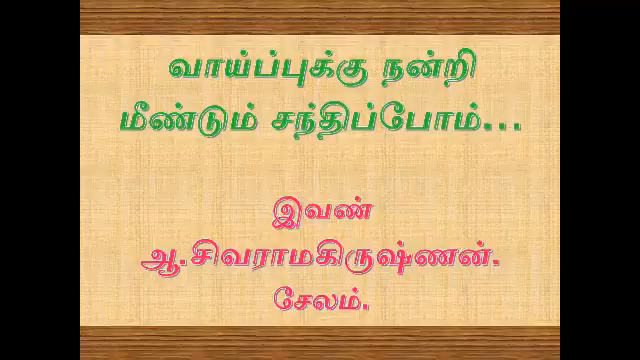 வாய்ப்புக்கு நன்றி
மீண்டும் சந்திப்போம்...
இவண்
ஆ.சிவராமகிருஷ்ணன்.
சேலம்.